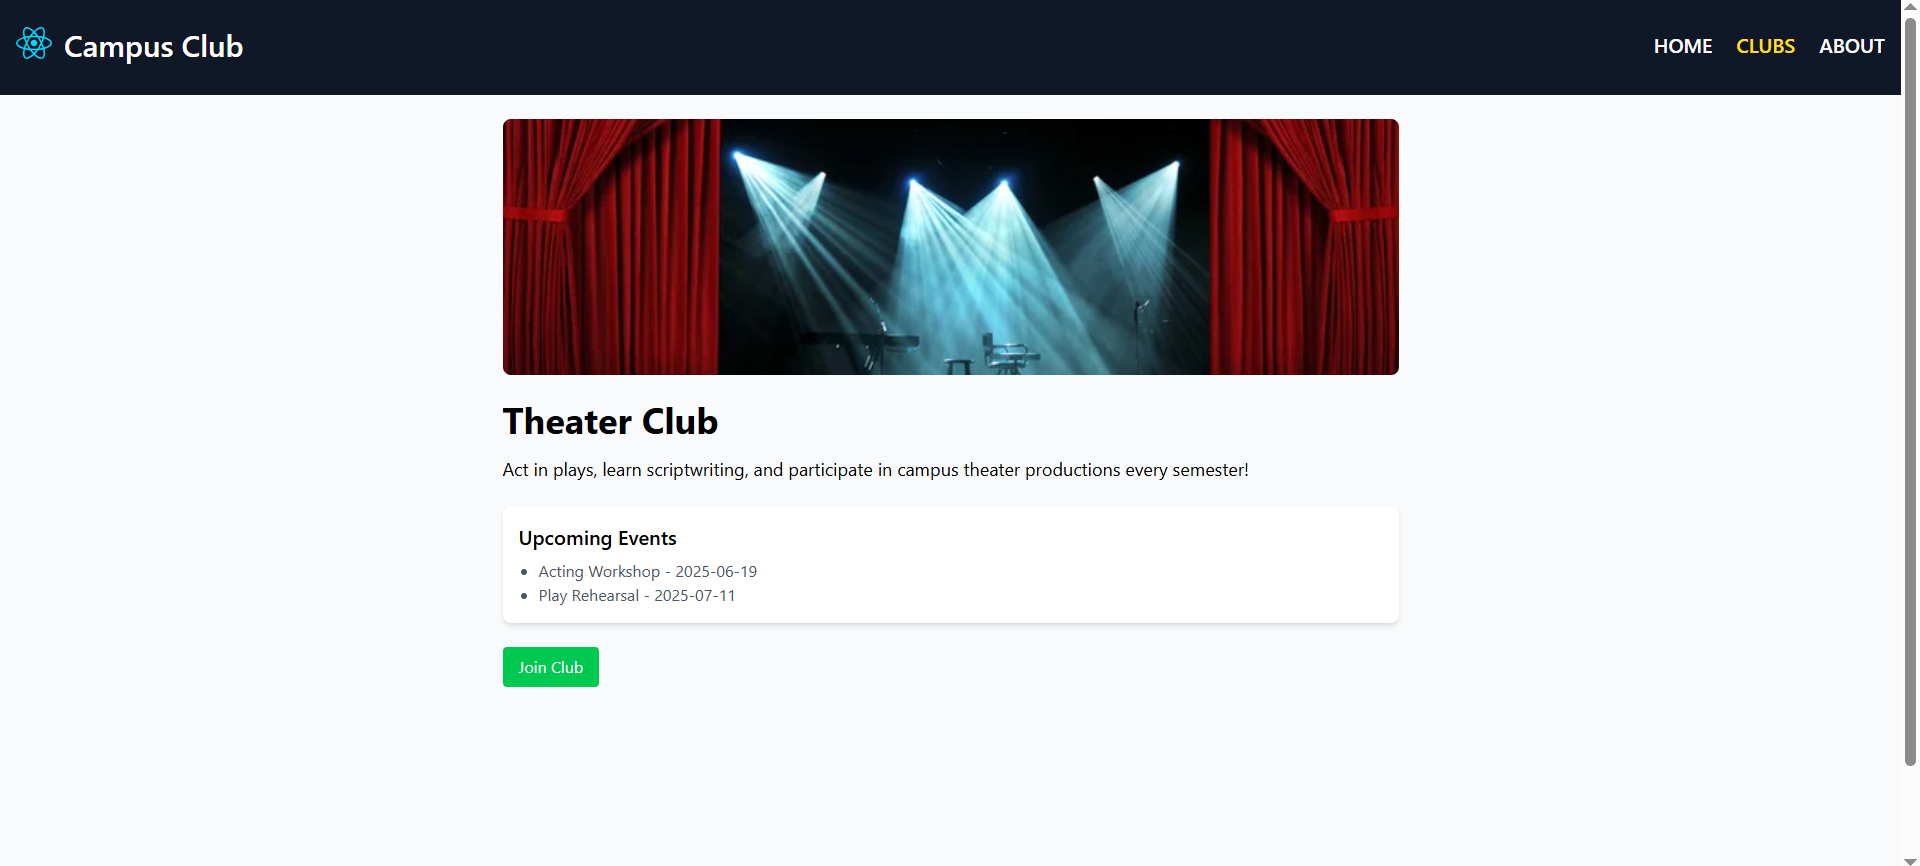 Campus Club
HOME CLUBS ABOUT
Theater Club
Act in plays, learn scriptwriting, and participate in campus theater productions every semester!
Upcoming Events
• Acting Workshop - 2025-06-19
• Play Rehearsal - 2025-07-11
Join Club